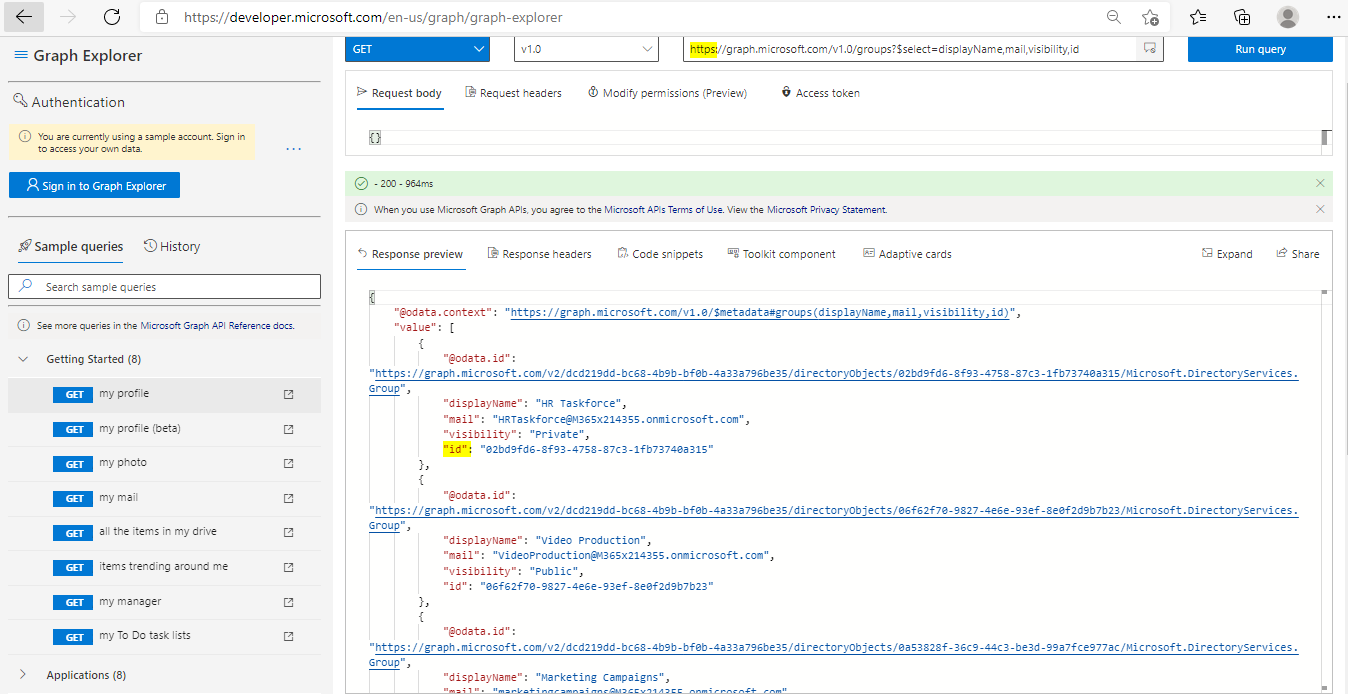 https://developer.microsoft.com/en-us/graph/graph-explorer
Graph Explorer
Authentication
You are currently using a sample account. Sign in
to access your own data.
...
Sign in to Graph Explorer
Sample queries
History
Search sample queries
See more queries in the Microsoft Graph API Reference docs.
Getting Started (8)
GET my profile
GET my profile (beta)
GET my photo
GET my mail
GET all the items in my drive
GET items trending around me
GET my manager
GET my To Do task lists
Applications (8)
GET
v1.0
https://graph.microsoft.com/v1.0/groups?$select=displayName,mail,visibility,id
Run query
Request body
Request headers
Modify permissions (Preview)
Access token
{}
- 200 - 964ms
When you use Microsoft Graph APIs, you agree to the Microsoft APIs Terms of Use. View the Microsoft Privacy Statement.
Response preview
Response headers
Code snippets
Toolkit component
Adaptive cards
Expand
Share
{
"@odata.context": "https://graph.microsoft.com/v1.0/$metadata#groups(displayName,mail,visibility,id)",
"value": [
{
"@odata.id":
"https://graph.microsoft.com/v2/dcd219dd-bc68-4b9b-bf0b-4a33a796be35/directoryObjects/02bd9fd6-8f93-4758-87c3-1fb73740a315/Microsoft.DirectoryServices.
Group",
"displayName": "HR Taskforce",
"mail": "HRTaskforce@M365x214355.onmicrosoft.com",
"visibility": "Private",
"id": "02bd9fd6-8f93-4758-87c3-1fb73740a315"
},
{
"@odata.id":
"https://graph.microsoft.com/v2/dcd219dd-bc68-4b9b-bf0b-4a33a796be35/directoryObjects/06f62f70-9827-4e6e-93ef-8e0f2d9b7b23/Microsoft.DirectoryServices.
Group",
"displayName": "Video Production",
"mail": "VideoProduction@M365x214355.onmicrosoft.com",
"visibility": "Public",
"id": "06f62f70-9827-4e6e-93ef-8e0f2d9b7b23"
},
{
"@odata.id":
"https://graph.microsoft.com/v2/dcd219dd-bc68-4b9b-bf0b-4a33a796be35/directoryObjects/0a53828f-36c9-44c3-be3d-99a7fce977ac/Microsoft.DirectoryServices.
Group",
"displayName": "Marketing Campaigns",
"mail": "marketingcampaigns@M365x214355.onmicrosoft.com",